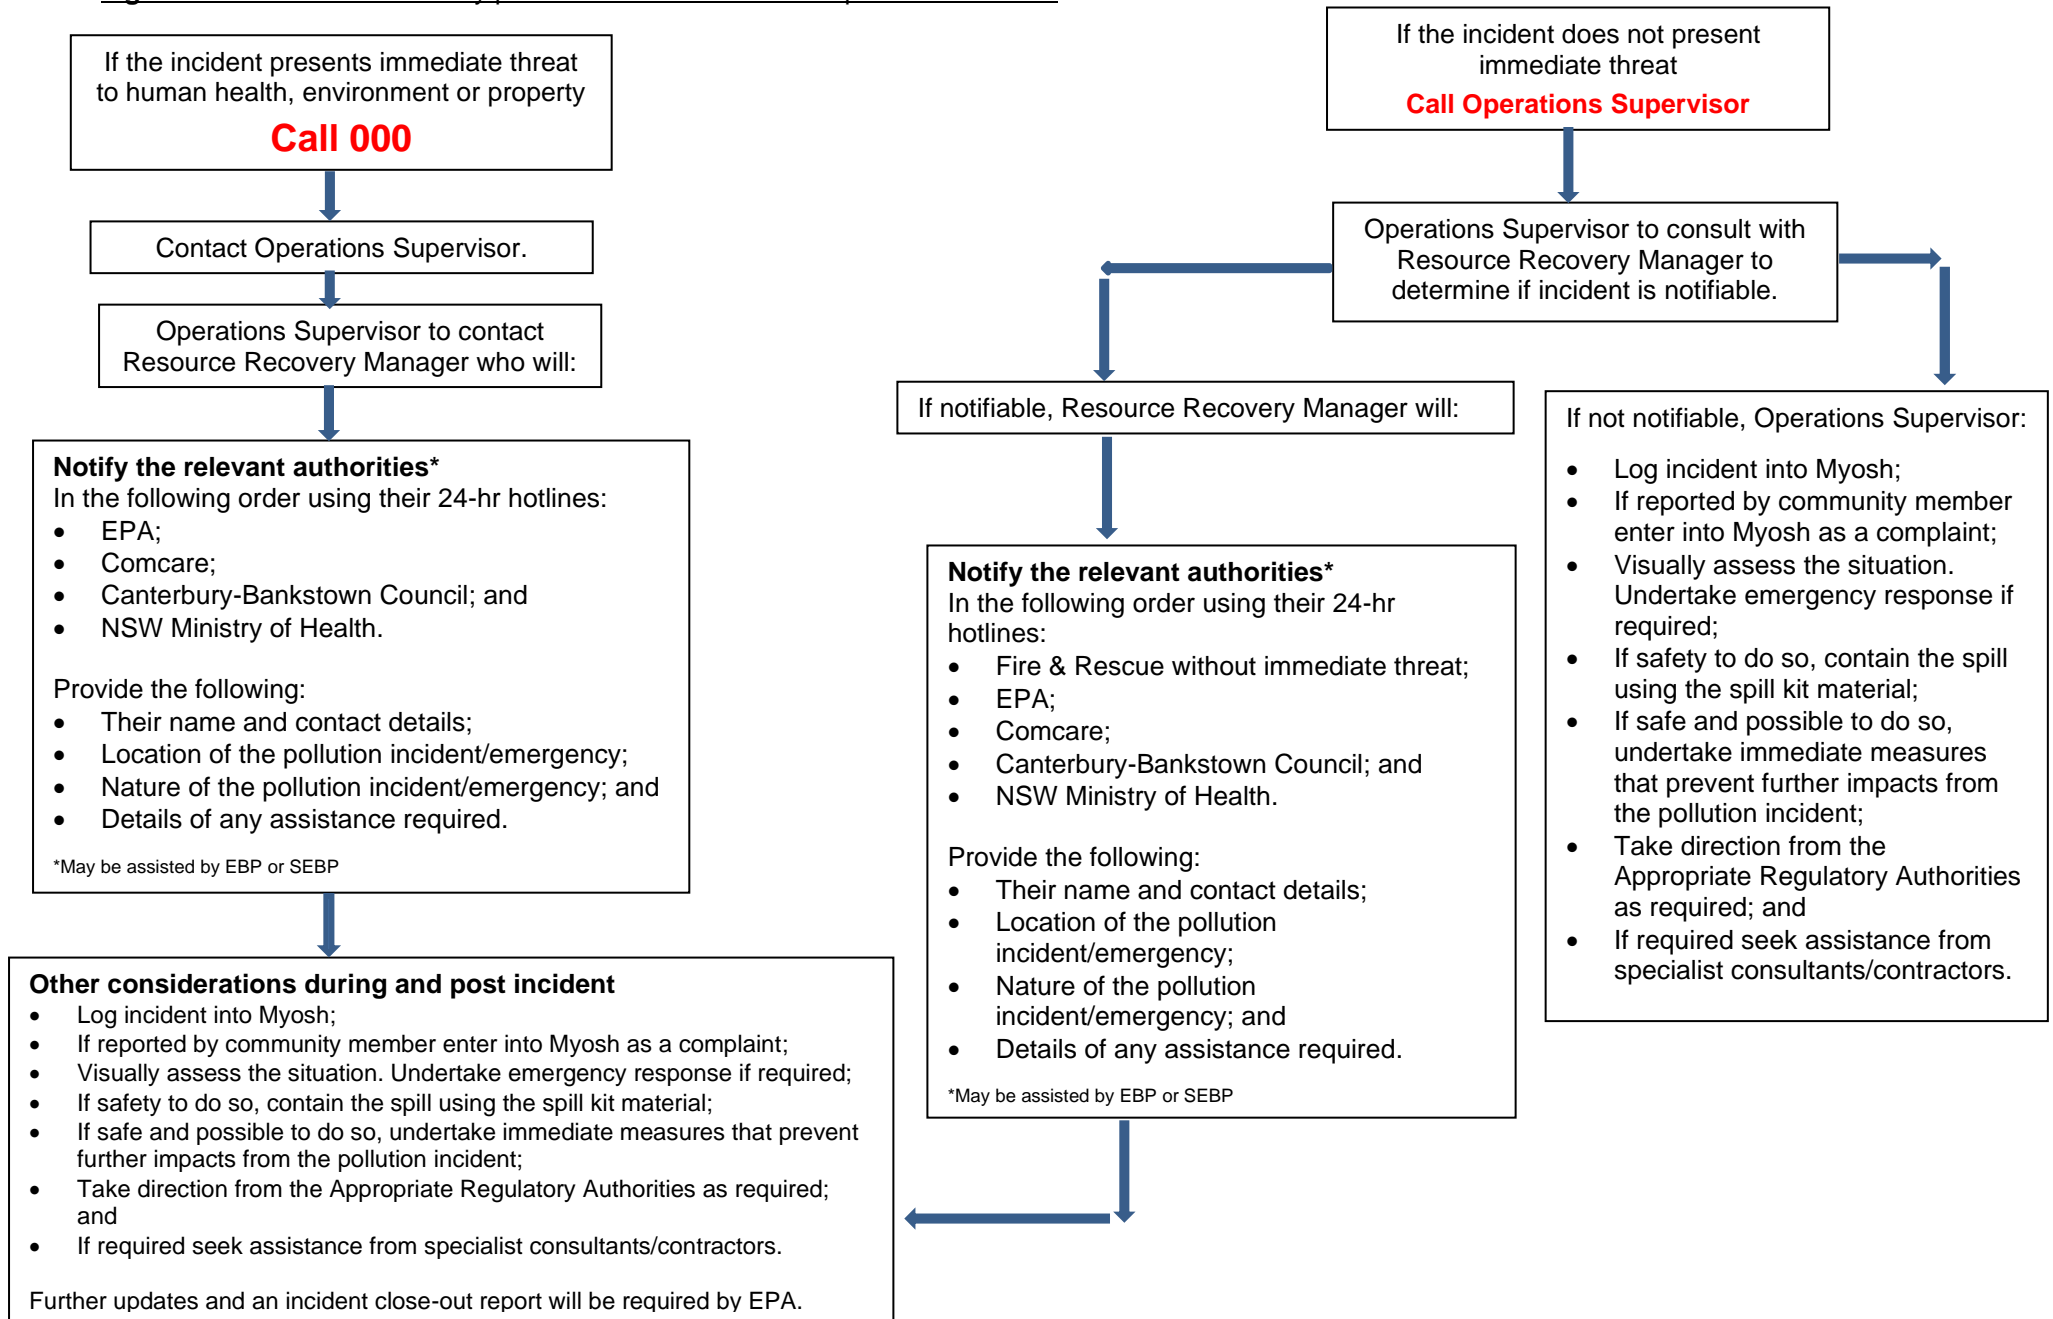 If the incident presents immediate threat
to human health, environment or property
Call 000
Contact Operations Supervisor.
Operations Supervisor to contact
Resource Recovery Manager who will:
Notify the relevant authorities*
In the following order using their 24-hr hotlines:
• EPA;
• Comcare;
• Canterbury-Bankstown Council; and
• NSW Ministry of Health.
Provide the following:
• Their name and contact details;
• Location of the pollution incident/emergency;
• Nature of the pollution incident/emergency; and
• Details of any assistance required.
*May be assisted by EBP or SEBP
Other considerations during and post incident
• Log incident into Myosh;
• If reported by community member enter into Myosh as a complaint;
• Visually assess the situation. Undertake emergency response if required;
• If safety to do so, contain the spill using the spill kit material;
• If safe and possible to do so, undertake immediate measures that prevent
further impacts from the pollution incident;
• Take direction from the Appropriate Regulatory Authorities as required;
and
• If required seek assistance from specialist consultants/contractors.
Further updates and an incident close-out report will be required by EPA.
If the incident does not present
immediate threat
Call Operations Supervisor
Operations Supervisor to consult with
Resource Recovery Manager to
determine if incident is notifiable.
If notifiable, Resource Recovery Manager will:
Notify the relevant authorities*
In the following order using their 24-hr
hotlines:
• Fire & Rescue without immediate threat;
• EPA;
• Comcare;
• Canterbury-Bankstown Council; and
• NSW Ministry of Health.
Provide the following:
• Their name and contact details;
• Location of the pollution
incident/emergency;
• Nature of the pollution
incident/emergency; and
• Details of any assistance required.
*May be assisted by EBP or SEBP
If not notifiable, Operations Supervisor:
• Log incident into Myosh;
• If reported by community member
enter into Myosh as a complaint;
• Visually assess the situation.
Undertake emergency response if
required;
• If safety to do so, contain the spill
using the spill kit material;
• If safe and possible to do so,
undertake immediate measures
that prevent further impacts from
the pollution incident;
• Take direction from the
Appropriate Regulatory Authorities
as required; and
• If required seek assistance from
specialist consultants/contractors.